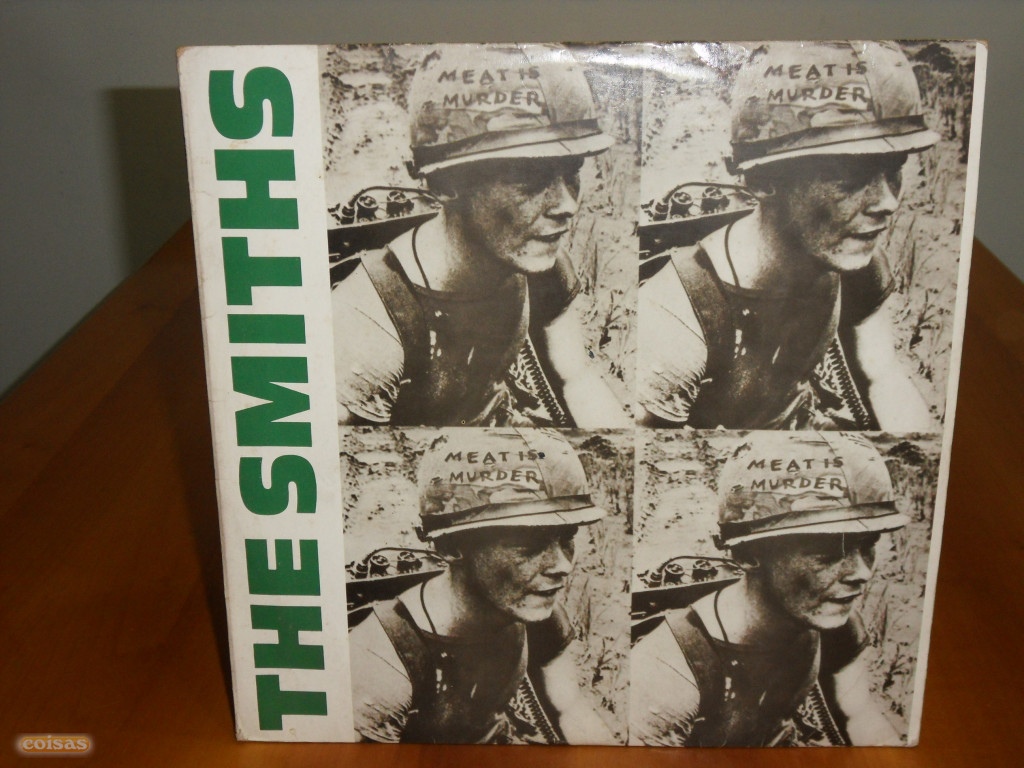 THE SMITHS
MEAT IS
MURDER
MEAT IS
MURDER
MEAT IS
MURDER
MEAT IS
MURDER
coisas